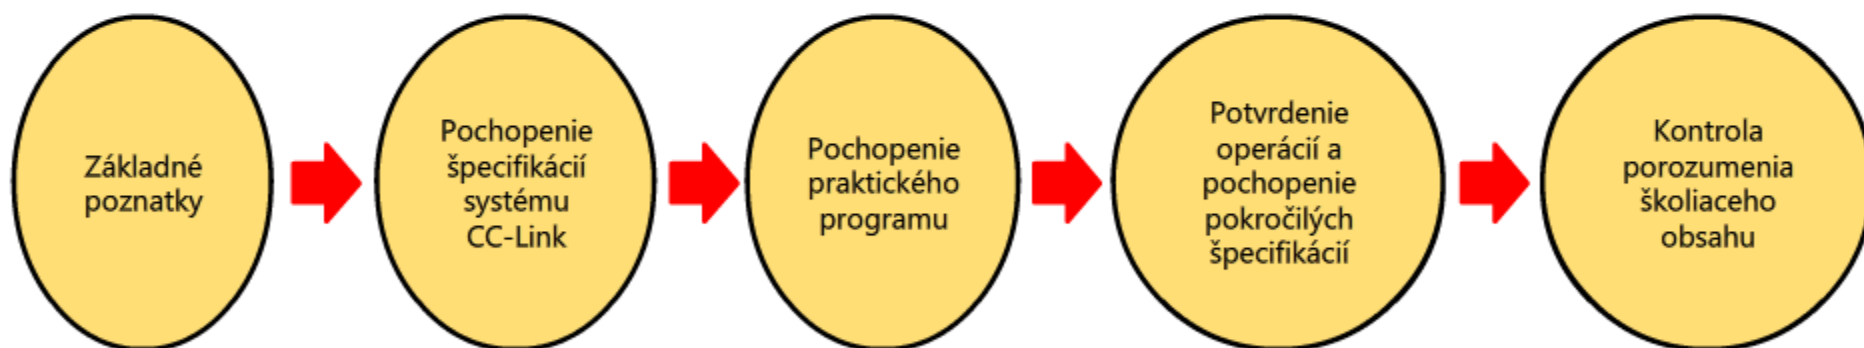 Základné
poznatky
Pochopenie
špecifikácií
systému
CC-Link
Pochopenie
praktického
programu
Potvrdenie
operácií a
pochopenie
pokročilých
špecifikácií
Kontrola
porozumenia
školiaceho
obsahu